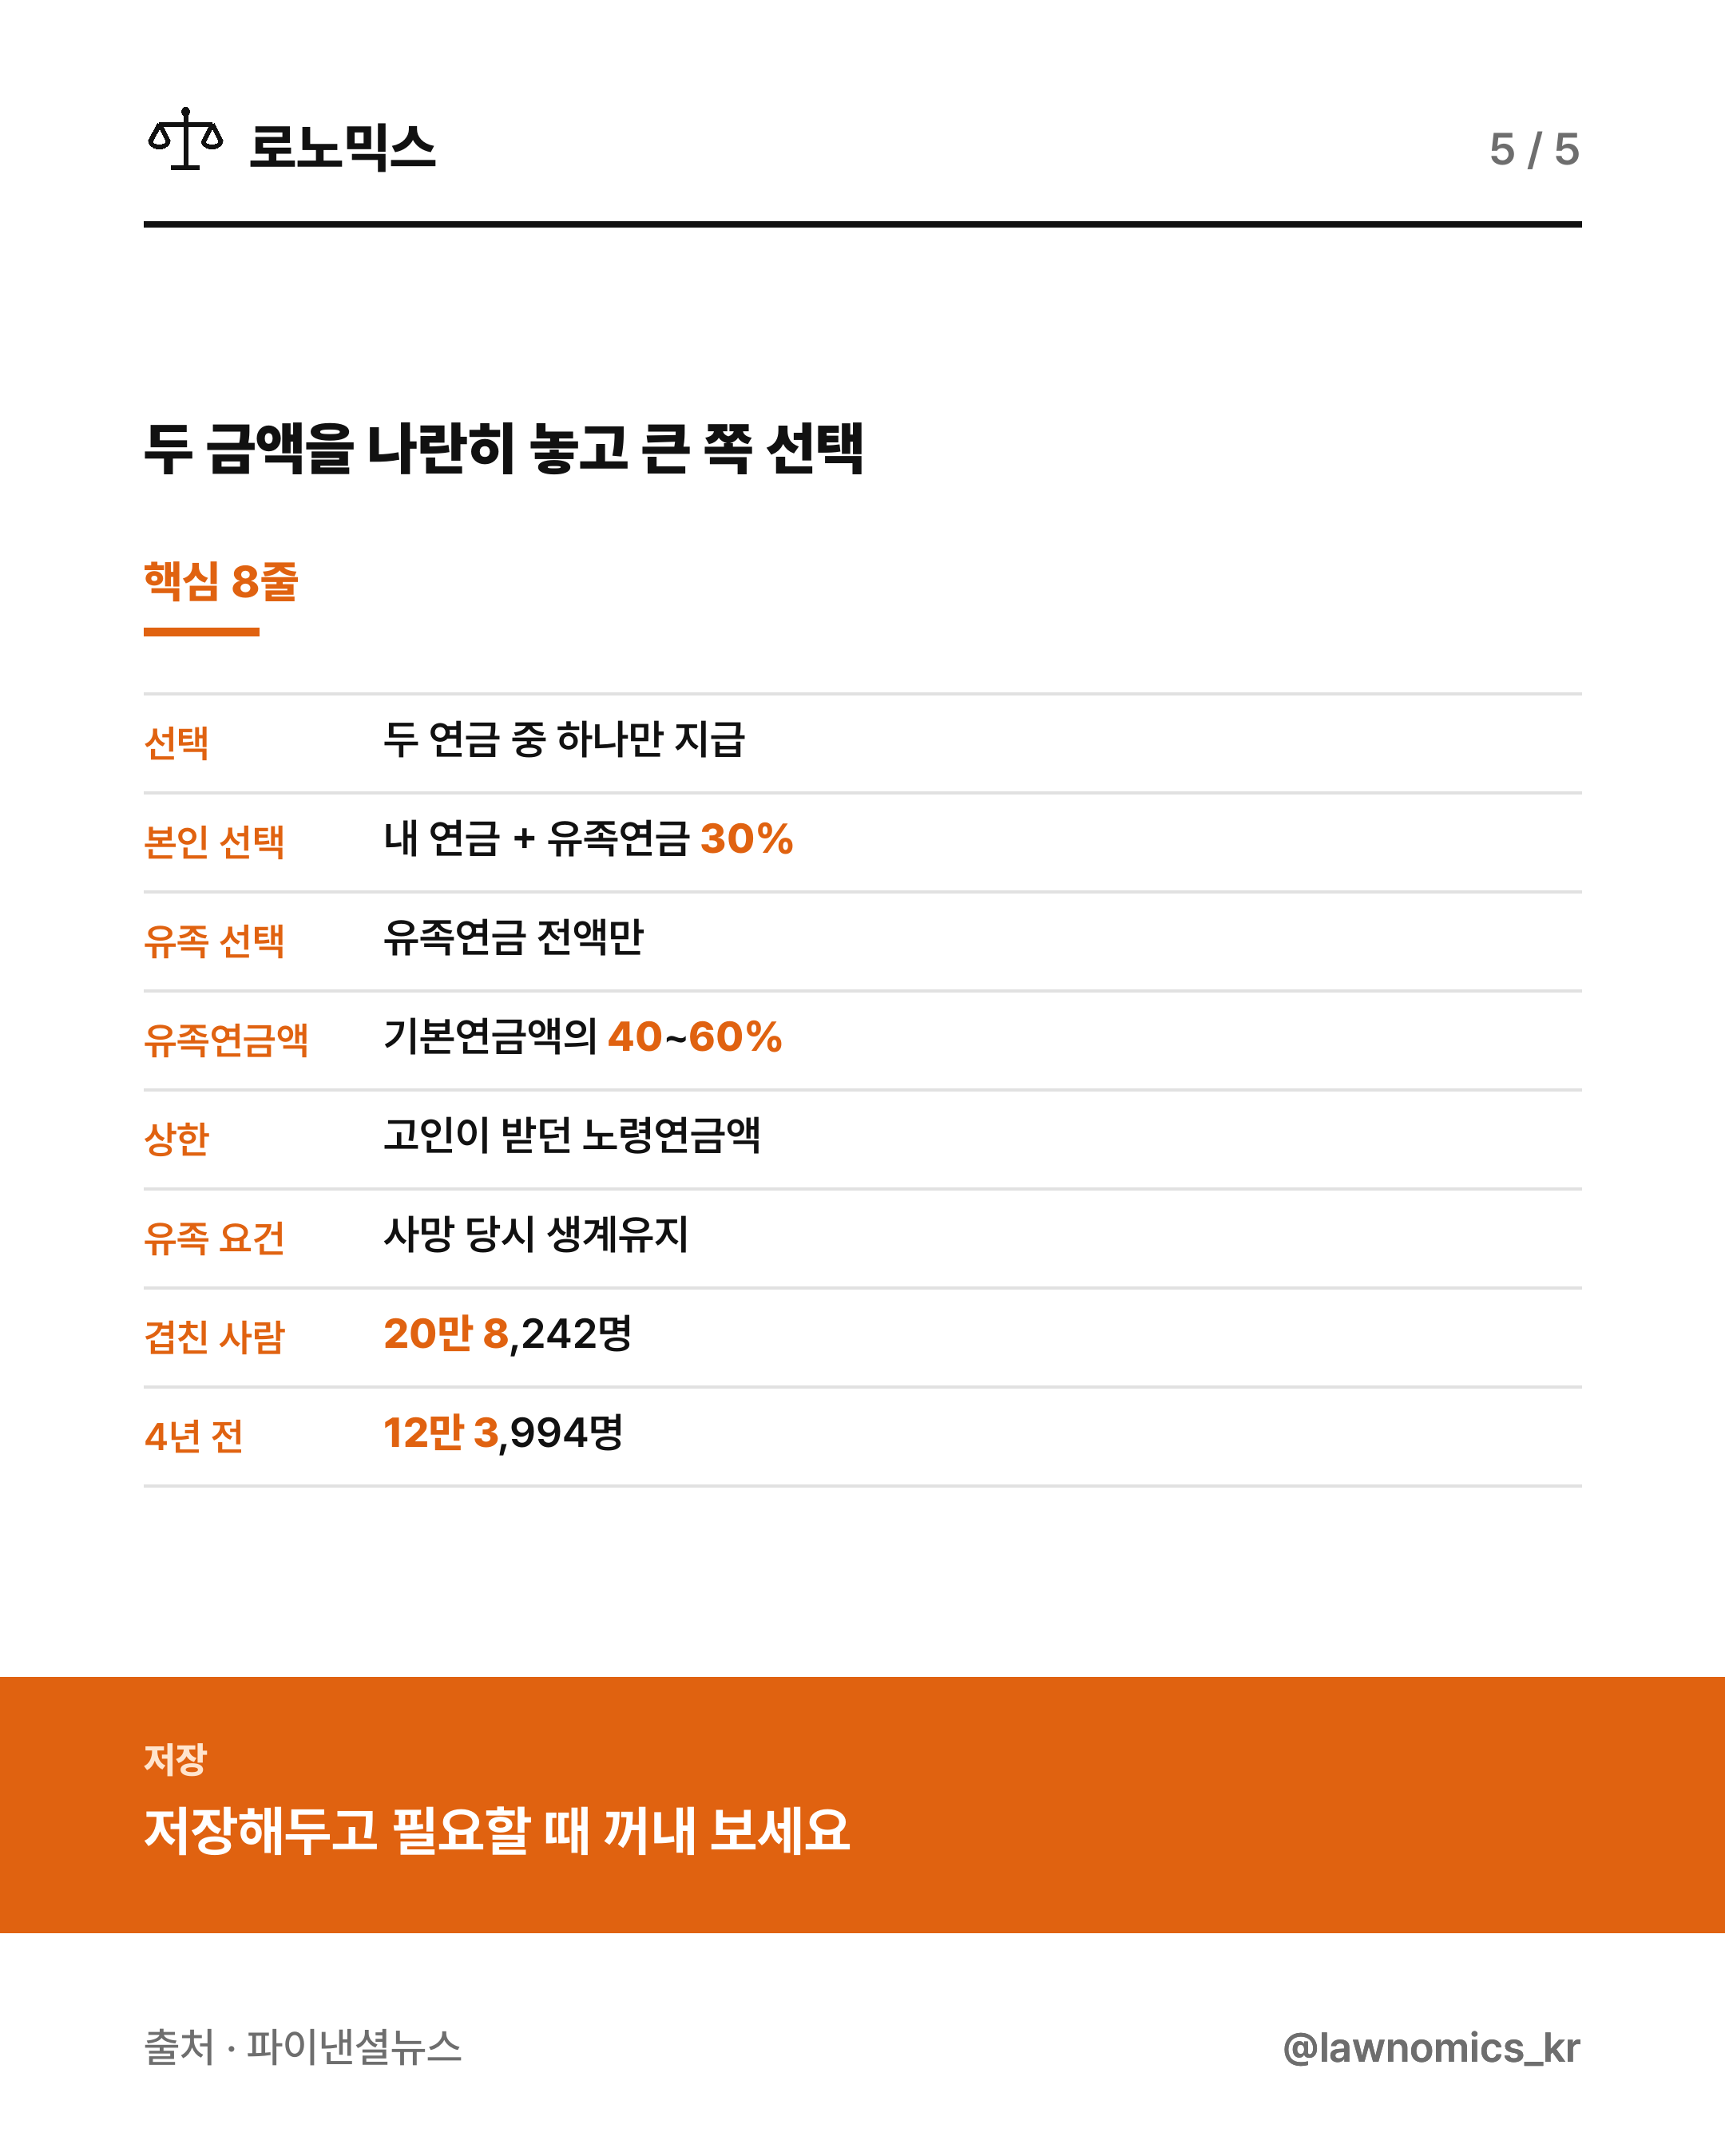 로노믹스
5 / 5
두 금액을 나란히 놓고 큰 쪽 선택
핵심 8줄
선택 두 연금 중 하나만 지급
본인 선택 내 연금 + 유족연금 30%
유족 선택 유족연금 전액만
유족연금액 기본연금액의 40~60%
상한 고인이 받던 노령연금액
유족 요건 사망 당시 생계유지
겹친 사람 20만 8,242명
4년 전 12만 3,994명
저장
저장해두고 필요할 때 꺼내 보세요
출처 · 파이낸셜뉴스
@lawnomics_kr